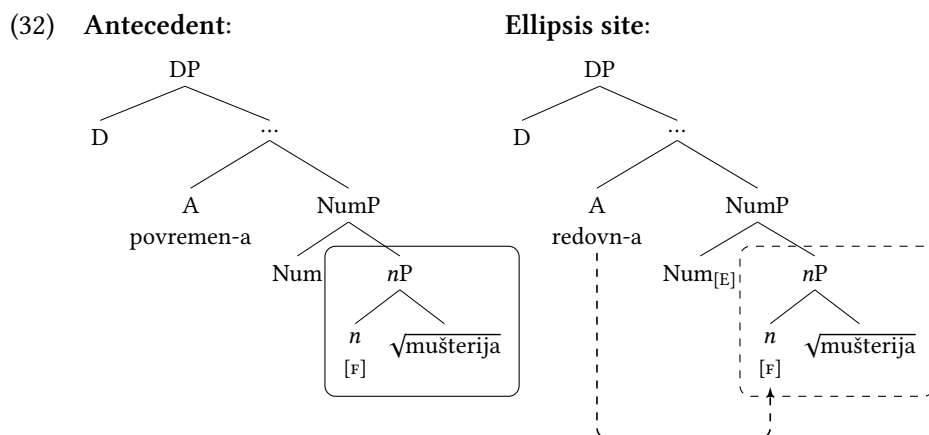 (32) Antecedent: Ellipsis site:
DP DP
D ... D ...
A NumP A NumP
povremen-a redovn-a
Num nP Num[E] nP
n √mušterija n √mušterija
[F] [F]